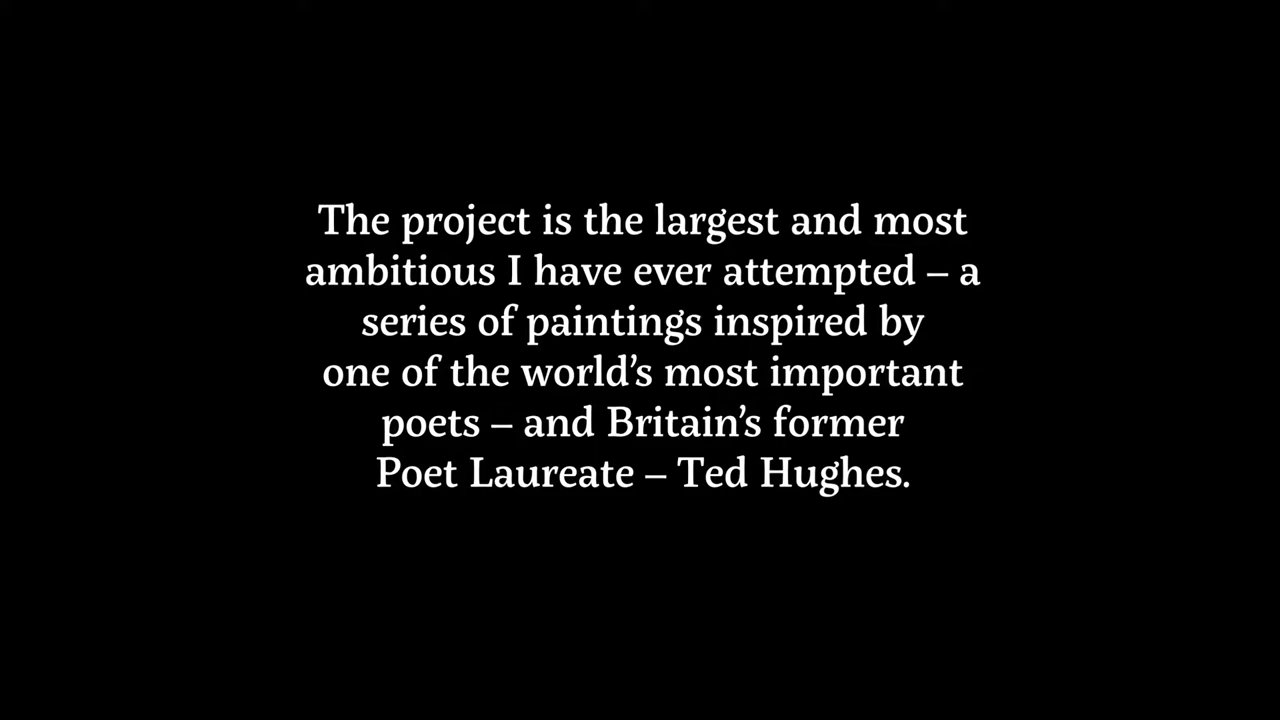 The project is the largest and most
ambitious I have ever attempted – a
series of paintings inspired by
one of the world’s most important
poets – and Britain’s former
Poet Laureate – Ted Hughes.